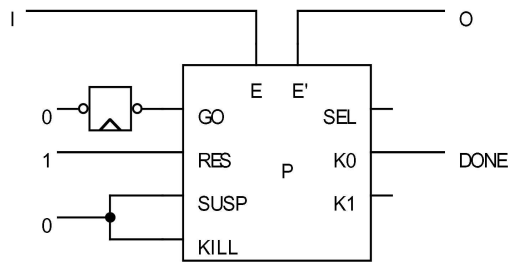 I O
E E'
0 GO SEL
1 RES K0 DONE
P
SUSP K1
0
KILL